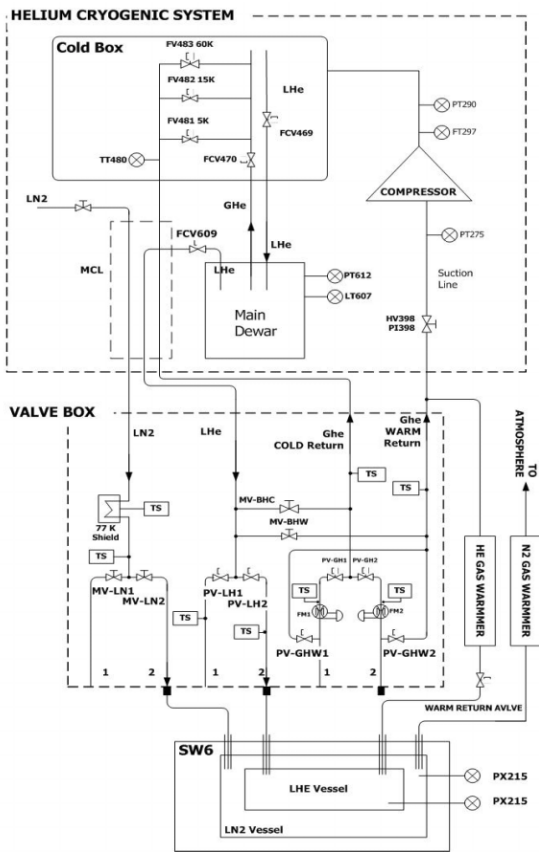 HELIUM CRYOGENIC SYSTEM
Cold Box
FV483 60K
FV482 15K
FV481 5K
TT480
LHe
FCV469
FCV470
GHe
LHe
PT290
FT297
COMPRESSOR
PT275
Suction
Line
HV398
PI398
LN2
MCL
FCV609
LHe
Main
Dewar
PT612
LT607
VALVE BOX
LN2
LHe
Ghe
COLD Return
Ghe
WARM
Return
TO
ATMOSPHERE
TS
TS
MV-BHC
MV-BHW
77 K
Shield
TS
TS
MV-LN1
MV-LN2
PV-LH1
PV-LH2
TS
TS
PV-GH1
PV-GH2
TS
TS
FM1
FM2
PV-GHW1
PV-GHW2
1
2
1
2
1
2
HE GAS WARMMER
N2 GAS WARMMER
WARM RETURN AVLVE
SW6
LHE Vessel
LN2 Vessel
PX215
PX215